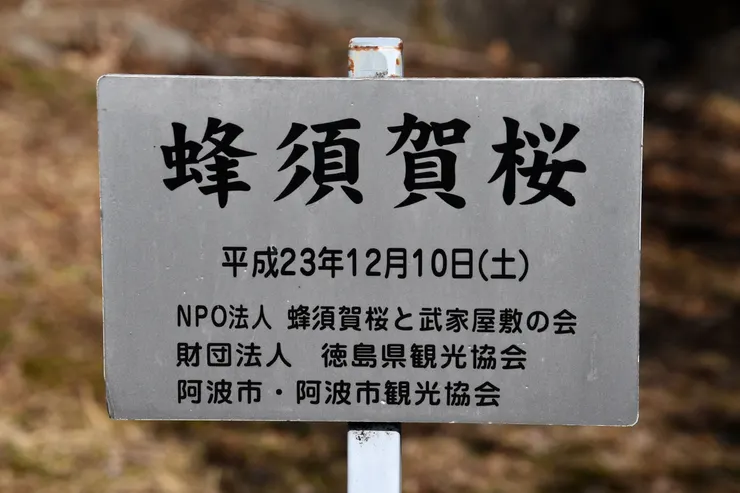 蜂須賀桜
平成23年12月10日(土)
NPO法人 蜂須賀桜と武家屋敷の会
財団法人 徳島県観光協会
阿波市・阿波市観光協会